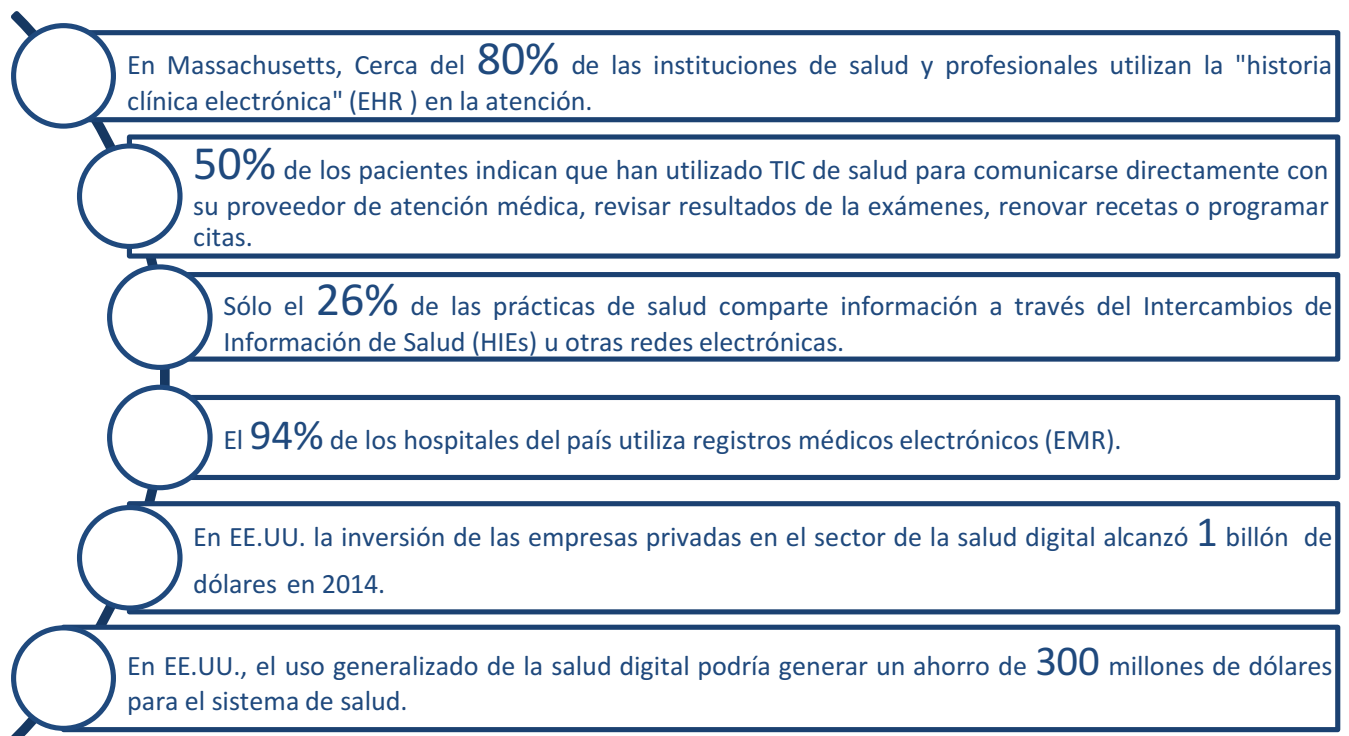 En Massachusetts, Cerca del 80% de las instituciones de salud y profesionales utilizan la "historia
clínica electrónica" (EHR ) en la atención.
50% de los pacientes indican que han utilizado TIC de salud para comunicarse directamente con
su proveedor de atención médica, revisar resultados de la exámenes, renovar recetas o programar
citas.
Sólo el 26% de las prácticas de salud comparte información a través del Intercambios de
Información de Salud (HIEs) u otras redes electrónicas.
El 94% de los hospitales del país utiliza registros médicos electrónicos (EMR).
En EE.UU. la inversión de las empresas privadas en el sector de la salud digital alcanzó 1 billón de
dólares en 2014.
En EE.UU., el uso generalizado de la salud digital podría generar un ahorro de 300 millones de dólares
para el sistema de salud.